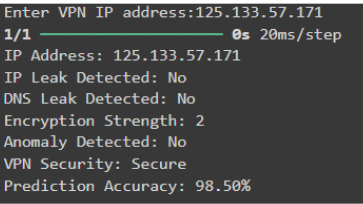 Enter VPN IP address:125.133.57.171
1/1 ━━━━━━━━━━━━━━━━━━━━ 0s 20ms/step
IP Address: 125.133.57.171
IP Leak Detected: No
DNS Leak Detected: No
Encryption Strength: 2
Anomaly Detected: No
VPN Security: Secure
Prediction Accuracy: 98.50%